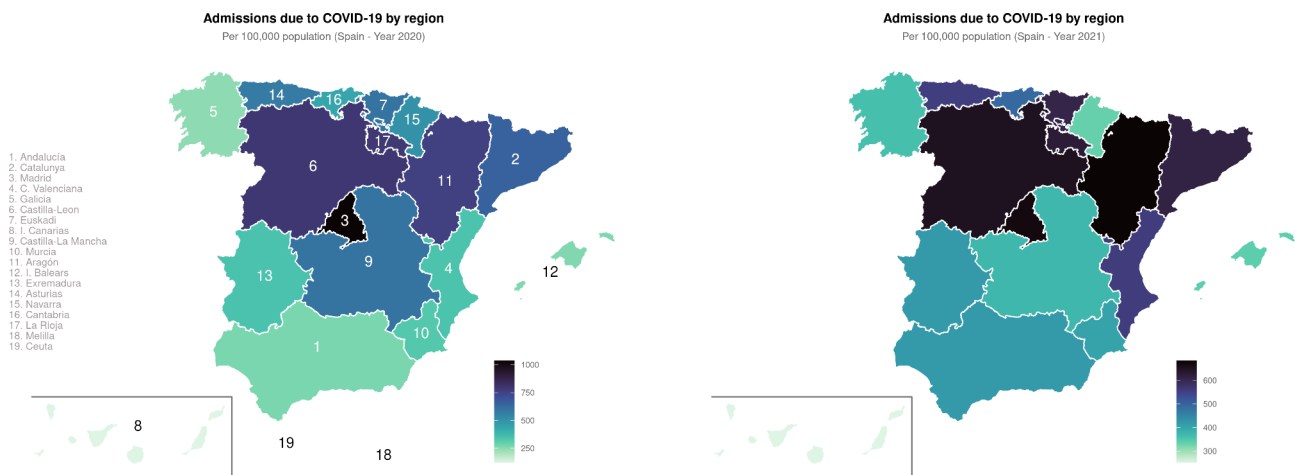 Admissions due to COVID-19 by region
Per 100,000 population (Spain - Year 2020)
1. Andalucía
2. Catalunya
3. Madrid
4. C. Valenciana
5. Galicia
6. Castilla-Leon
7. Euskadi
8. I. Canarias
9. Castilla-La Mancha
10. Murcia
11. Aragón
12. I. Balears
13. Exremadura
14. Asturias
15. Navarra
16. Cantabria
17. La Rioja
18. Melilla
19. Ceuta
14
16
7
5
15
17
6
11
2
3
9
12
13
4
10
1
8
19
18
1000
750
500
250
Admissions due to COVID-19 by region
Per 100,000 population (Spain - Year 2021)
600
500
400
300